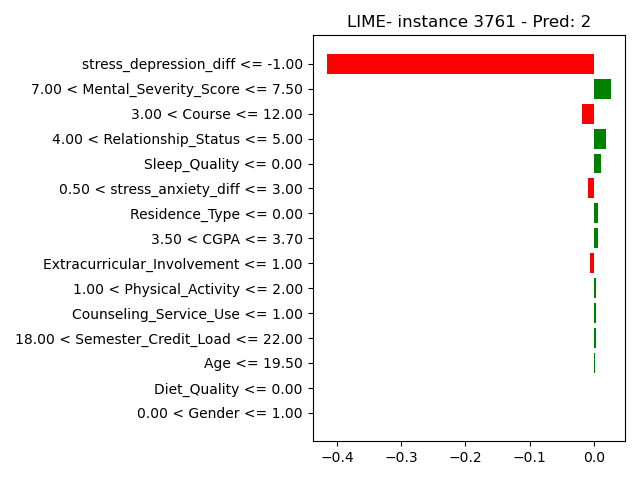 LIME- instance 3761 - Pred: 2
stress_depression_diff <= -1.00
7.00 < Mental_Severity_Score <= 7.50
3.00 < Course <= 12.00
4.00 < Relationship_Status <= 5.00
Sleep_Quality <= 0.00
0.50 < stress_anxiety_diff <= 3.00
Residence_Type <= 0.00
3.50 < CGPA <= 3.70
Extracurricular_Involvement <= 1.00
1.00 < Physical_Activity <= 2.00
Counseling_Service_Use <= 1.00
18.00 < Semester_Credit_Load <= 22.00
Age <= 19.50
Diet_Quality <= 0.00
0.00 < Gender <= 1.00
−0.4 −0.3 −0.2 −0.1 0.0